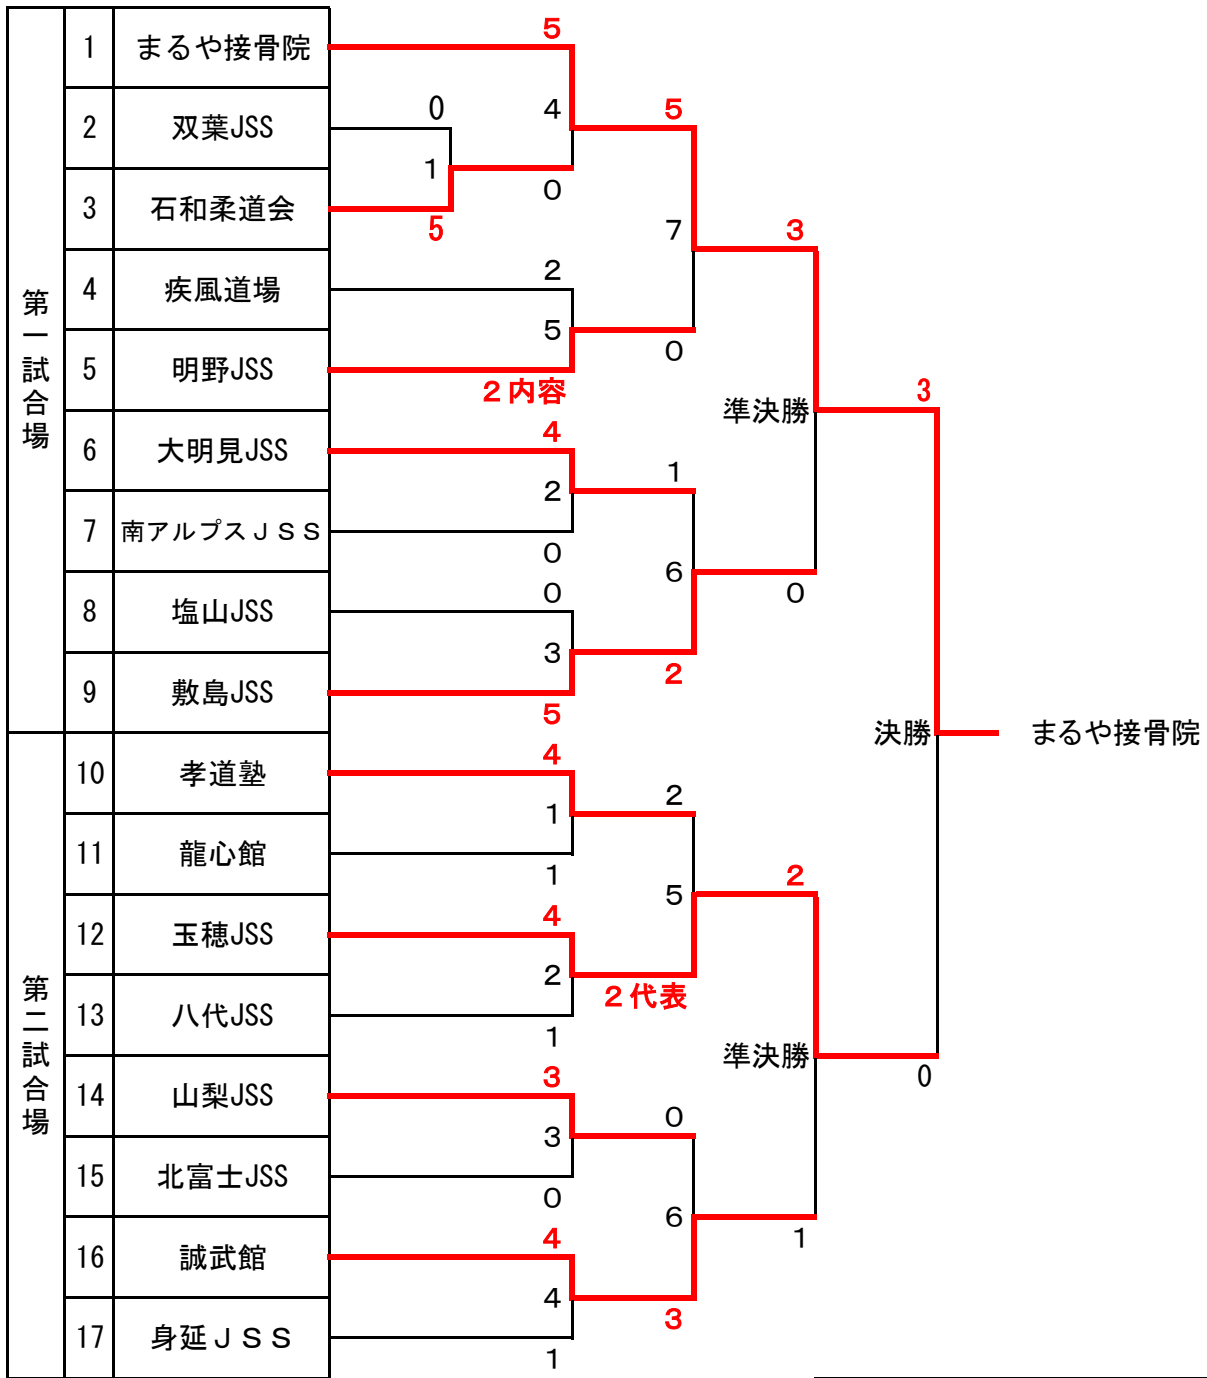 第一試合場
1 まるや接骨院
2 双葉JSS
3 石和柔道会
4 疾風道場
5 明野JSS
6 大明見JSS
7 南アルプスＪＳＳ
8 塩山JSS
9 敷島JSS
第二試合場
10 孝道塾
11 龍心館
12 玉穂JSS
13 八代JSS
14 山梨JSS
15 北富士JSS
16 誠武館
17 身延ＪＳＳ
0
1
5
5
4
0
2
5
２内容
4
2
0
0
3
5
4
1
1
4
2
1
3
3
0
4
4
1
5
7
0
1
6
2
2
5
２代表
0
6
3
3
準決勝
0
2
準決勝
1
3
決勝
0
まるや接骨院